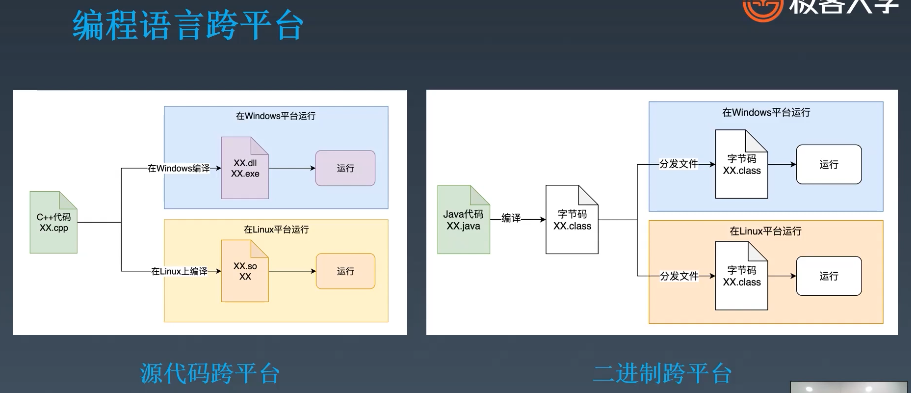 编程语言跨平台
极客大学
在Windows平台运行
XX.dll
XX.exe
在Windows编译
运行
C++代码
XX.cpp
在Linux平台运行
XX.so
XX
在Linux上编译
运行
在Windows平台运行
字节码
XX.class
分发文件
运行
Java代码
XX.java
编译
字节码
XX.class
在Linux平台运行
字节码
XX.class
分发文件
运行
源代码跨平台
二进制跨平台